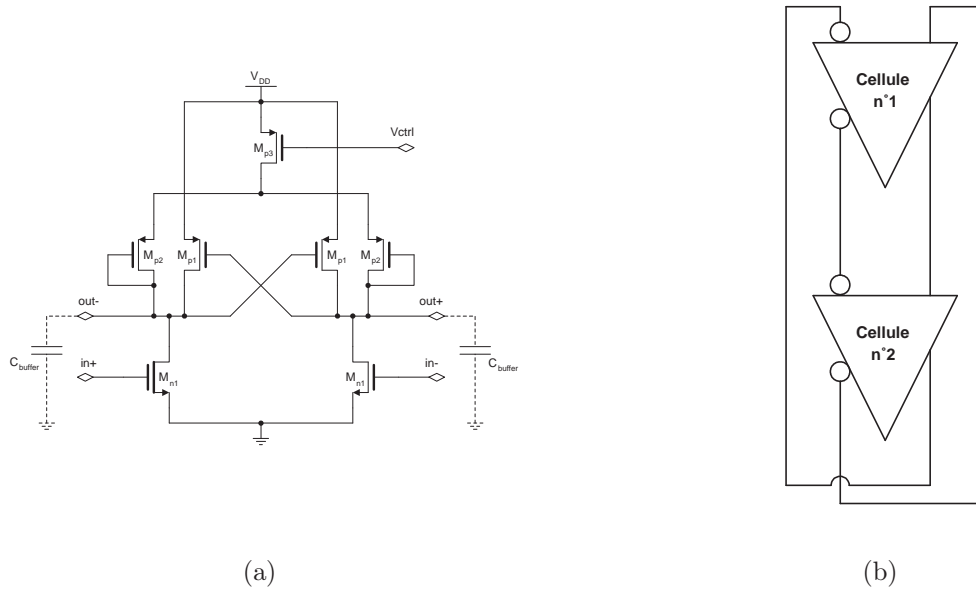 V_DD
Vctrl
M_p3
M_p2
M_p1
M_p1
M_p2
out-
out+
C_buffer
in+
M_n1
M_n1
in-
C_buffer
(a)
Cellule
n°1
Cellule
n°2
(b)